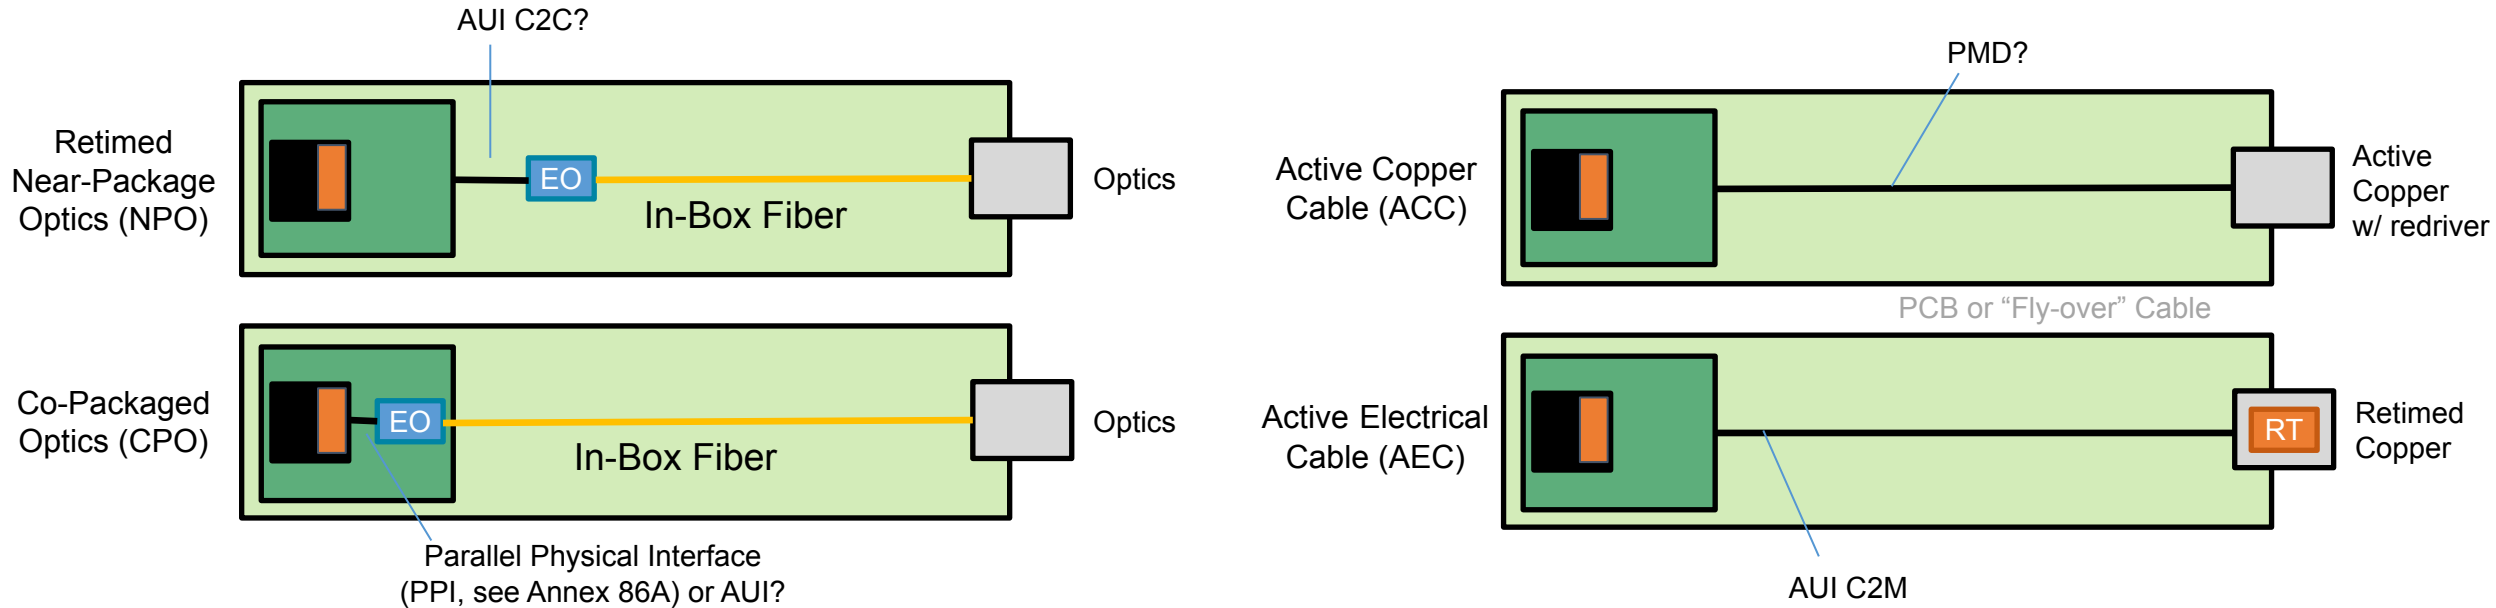 AUI C2C?
Retimed
Near-Package
Optics (NPO)
EO
In-Box Fiber
Optics
Co-Packaged
Optics (CPO)
EO
In-Box Fiber
Optics
Parallel Physical Interface
(PPI, see Annex 86A) or AUI?
PMD?
Active Copper
Cable (ACC)
Active
Copper
w/ redriver
PCB or “Fly-over” Cable
Active Electrical
Cable (AEC)
RT
Retimed
Copper
AUI C2M